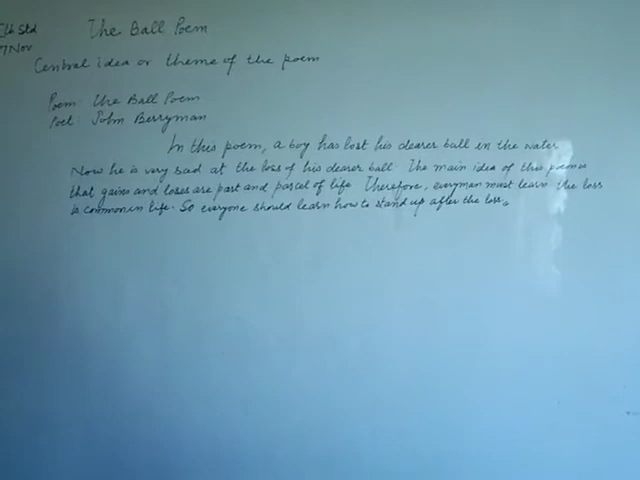 Std
The Ball Poem
7 Nov
Central idea or theme of the poem
Poem: The Ball Poem
Poet: John Berryman
In this poem, a boy has lost his dearer ball in the water
Now he is very sad at the loss of his dearer ball. The main idea of this poem is
that gains and loses are part and parcel of life. Therefore, everyman must learn the loss
is common in life. So everyone should learn how to stand up after the loss.